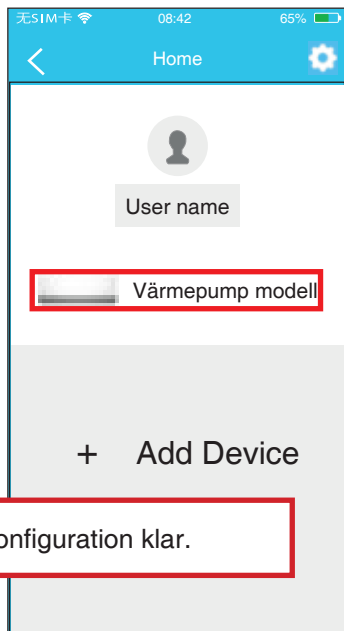 无SIM卡 08:42 65%
Home
User name
Värmepump modell
+ Add Device
onfiguration klar.